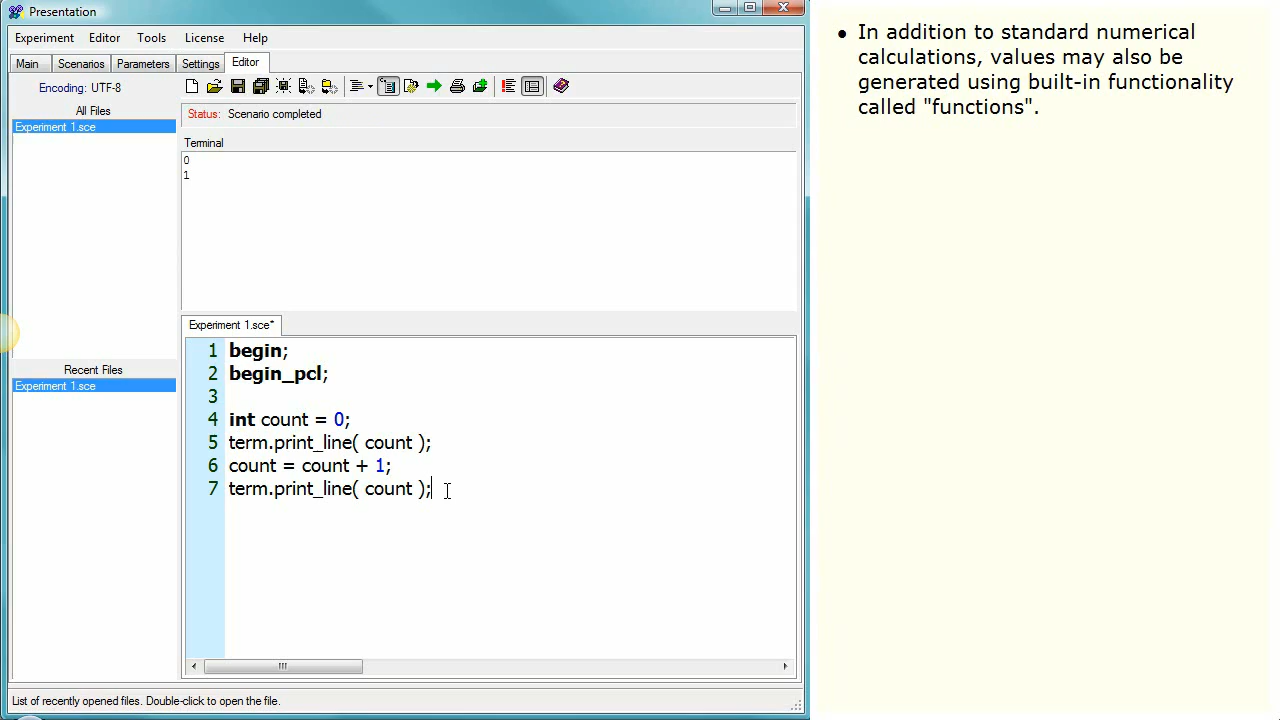 Presentation
Experiment Editor Tools License Help
Main Scenarios Parameters Settings Editor
Encoding: UTF-8
All Files
Experiment 1.sce
Status: Scenario completed
Terminal
0
1
Experiment 1.sce*
Recent Files
Experiment 1.sce
1 begin;
2 begin_pcl;
3
4 int count = 0;
5 term.print_line( count );
6 count = count + 1;
7 term.print_line( count );
List of recently opened files. Double-click to open the file.
• In addition to standard numerical
calculations, values may also be
generated using built-in functionality
called "functions".